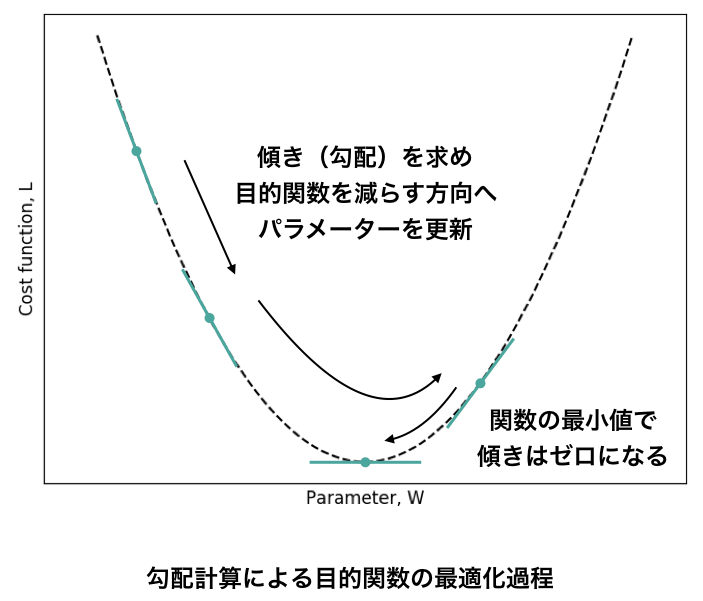 傾き（勾配）を求め
目的関数を減らす方向へ
パラメーターを更新
Cost function, L
関数の最小値で
傾きはゼロになる
Parameter, W
勾配計算による目的関数の最適化過程